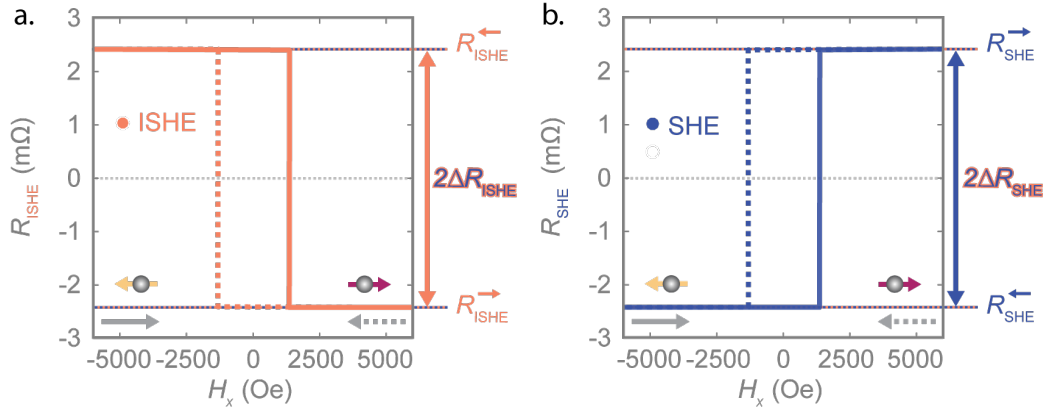 a.
3
2
1
0
-1
-2
-3
R_ISHE (mΩ)
ISHE
-5000 -2500 0 2500 5000
H_x (Oe)
R_ISHE
2ΔR_ISHE
R_ISHE
b.
3
2
1
0
-1
-2
-3
R_SHE (mΩ)
SHE
-5000 -2500 0 2500 5000
H_x (Oe)
R_SHE
2ΔR_SHE
R_SHE